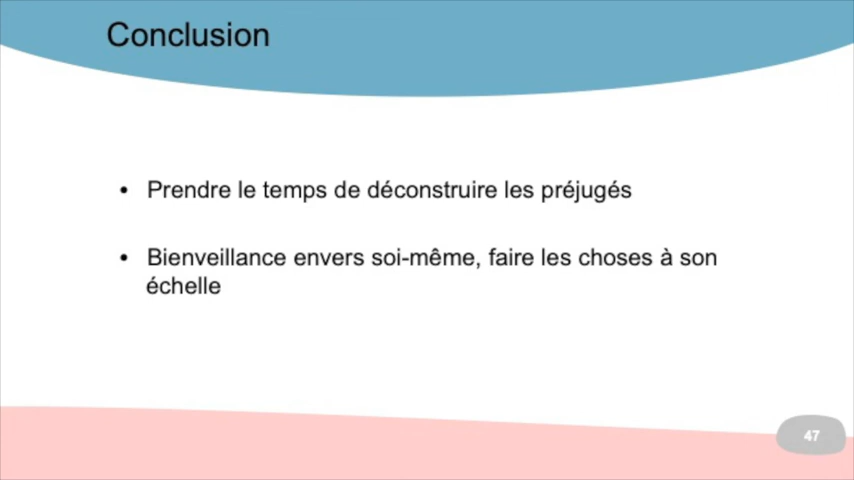 Conclusion
• Prendre le temps de déconstruire les préjugés
• Bienveillance envers soi-même, faire les choses à son
échelle
47